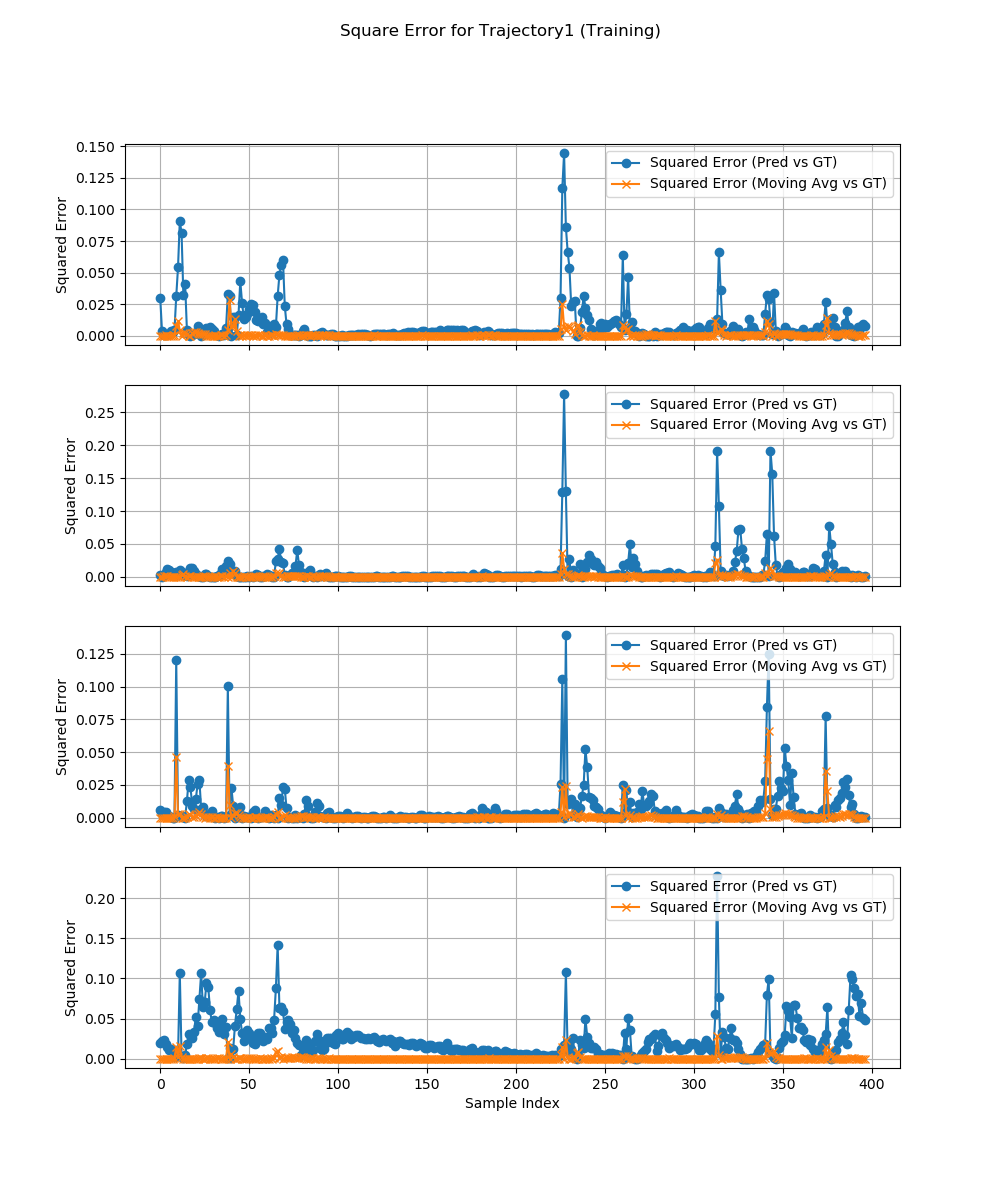 Square Error for Trajectory1 (Training)
0.150
0.125
0.100
0.075
0.050
0.025
0.000
Squared Error
Squared Error (Pred vs GT)
Squared Error (Moving Avg vs GT)
0.25
0.20
0.15
0.10
0.05
0.00
Squared Error
Squared Error (Pred vs GT)
Squared Error (Moving Avg vs GT)
0.125
0.100
0.075
0.050
0.025
0.000
Squared Error
Squared Error (Pred vs GT)
Squared Error (Moving Avg vs GT)
0.20
0.15
0.10
0.05
0.00
Squared Error
Squared Error (Pred vs GT)
Squared Error (Moving Avg vs GT)
0 50 100 150 200 250 300 350 400
Sample Index